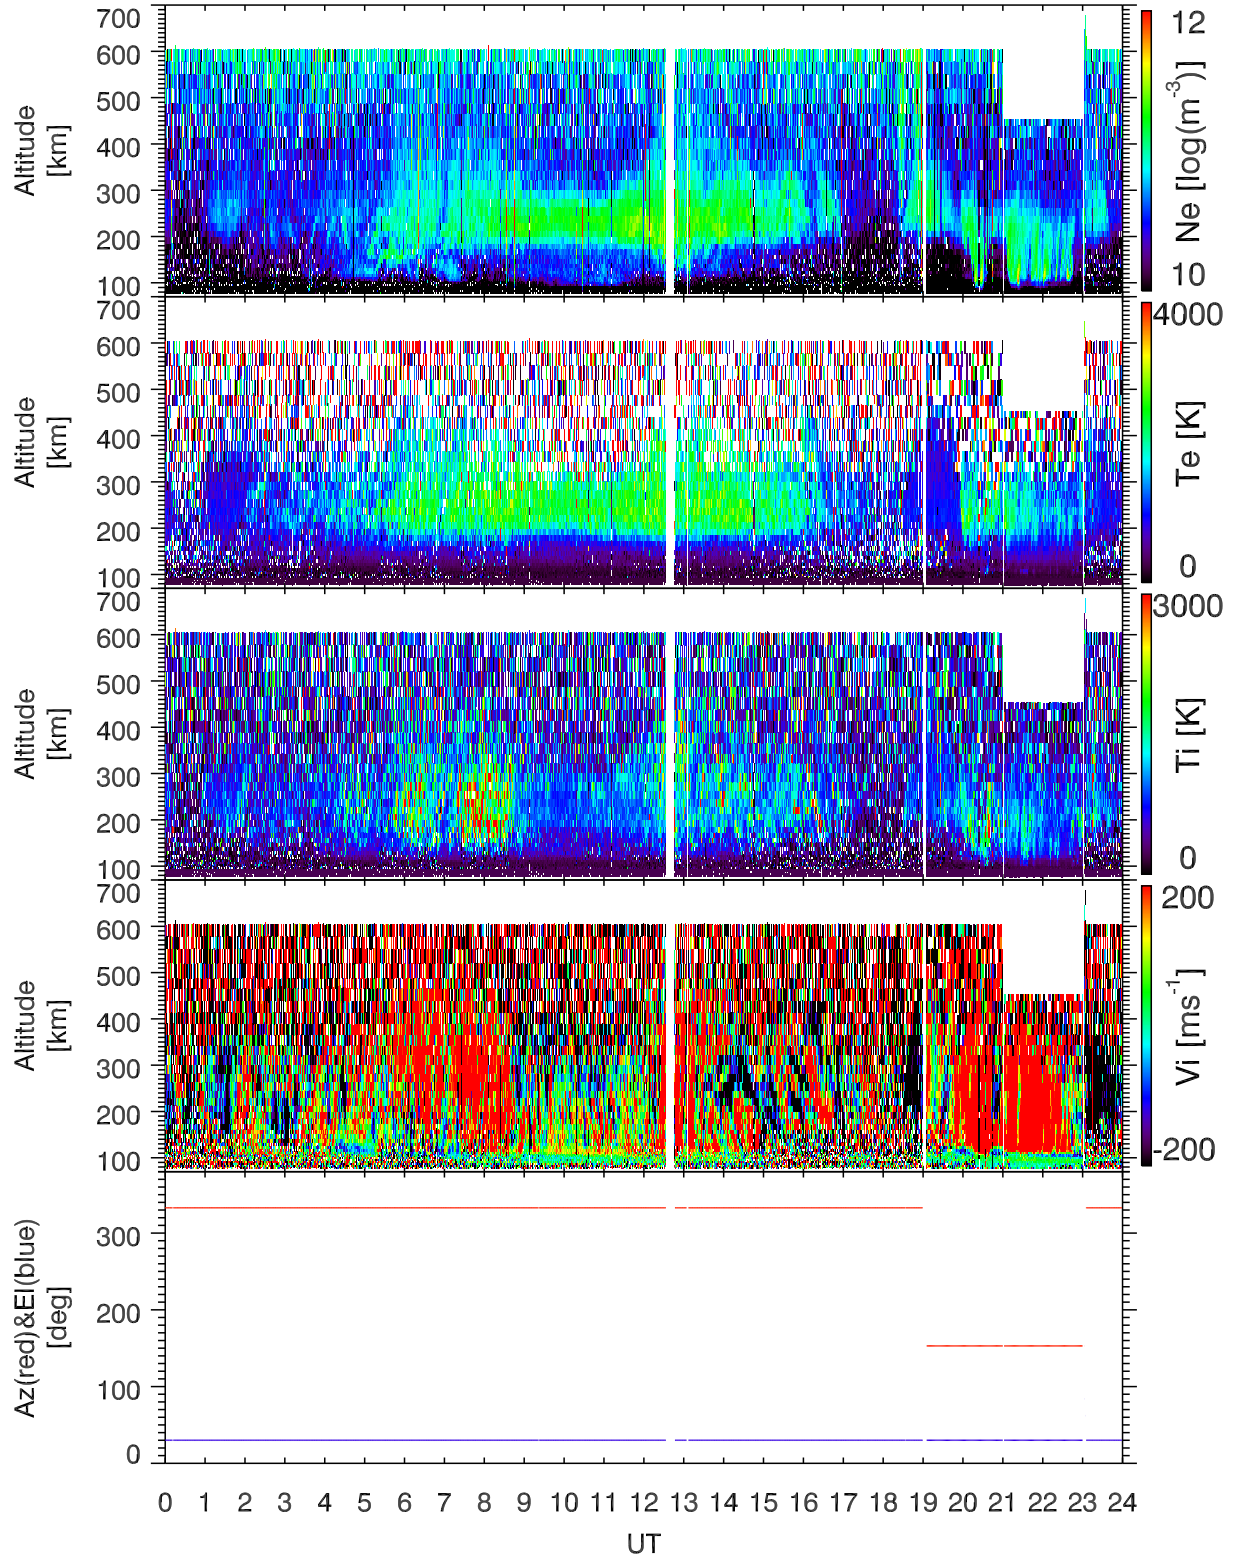 700
600
500
400
300
200
100
Altitude
[km]
12
10
Ne [log(m⁻³)]
700
600
500
400
300
200
100
Altitude
[km]
4000
0
Te [K]
700
600
500
400
300
200
100
Altitude
[km]
3000
0
Ti [K]
700
600
500
400
300
200
100
Altitude
[km]
200
-200
Vi [ms⁻¹]
300
200
100
0
Az(red)&El(blue)
[deg]
0 1 2 3 4 5 6 7 8 9 10 11 12 13 14 15 16 17 18 19 20 21 22 23 24
UT